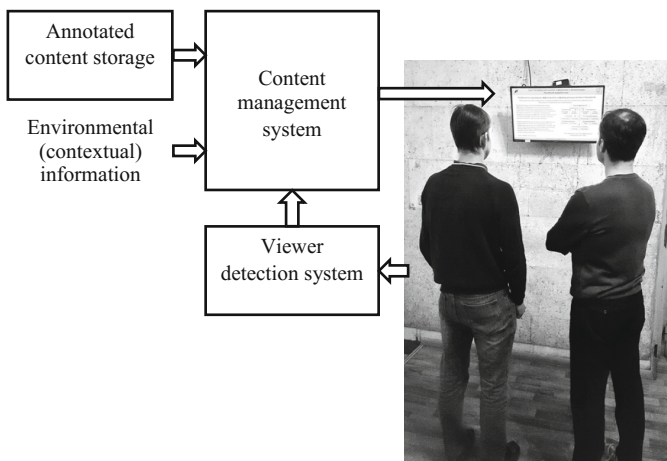 Annotated
content storage
Content
management
system
Environmental
(contextual)
information
Viewer
detection system